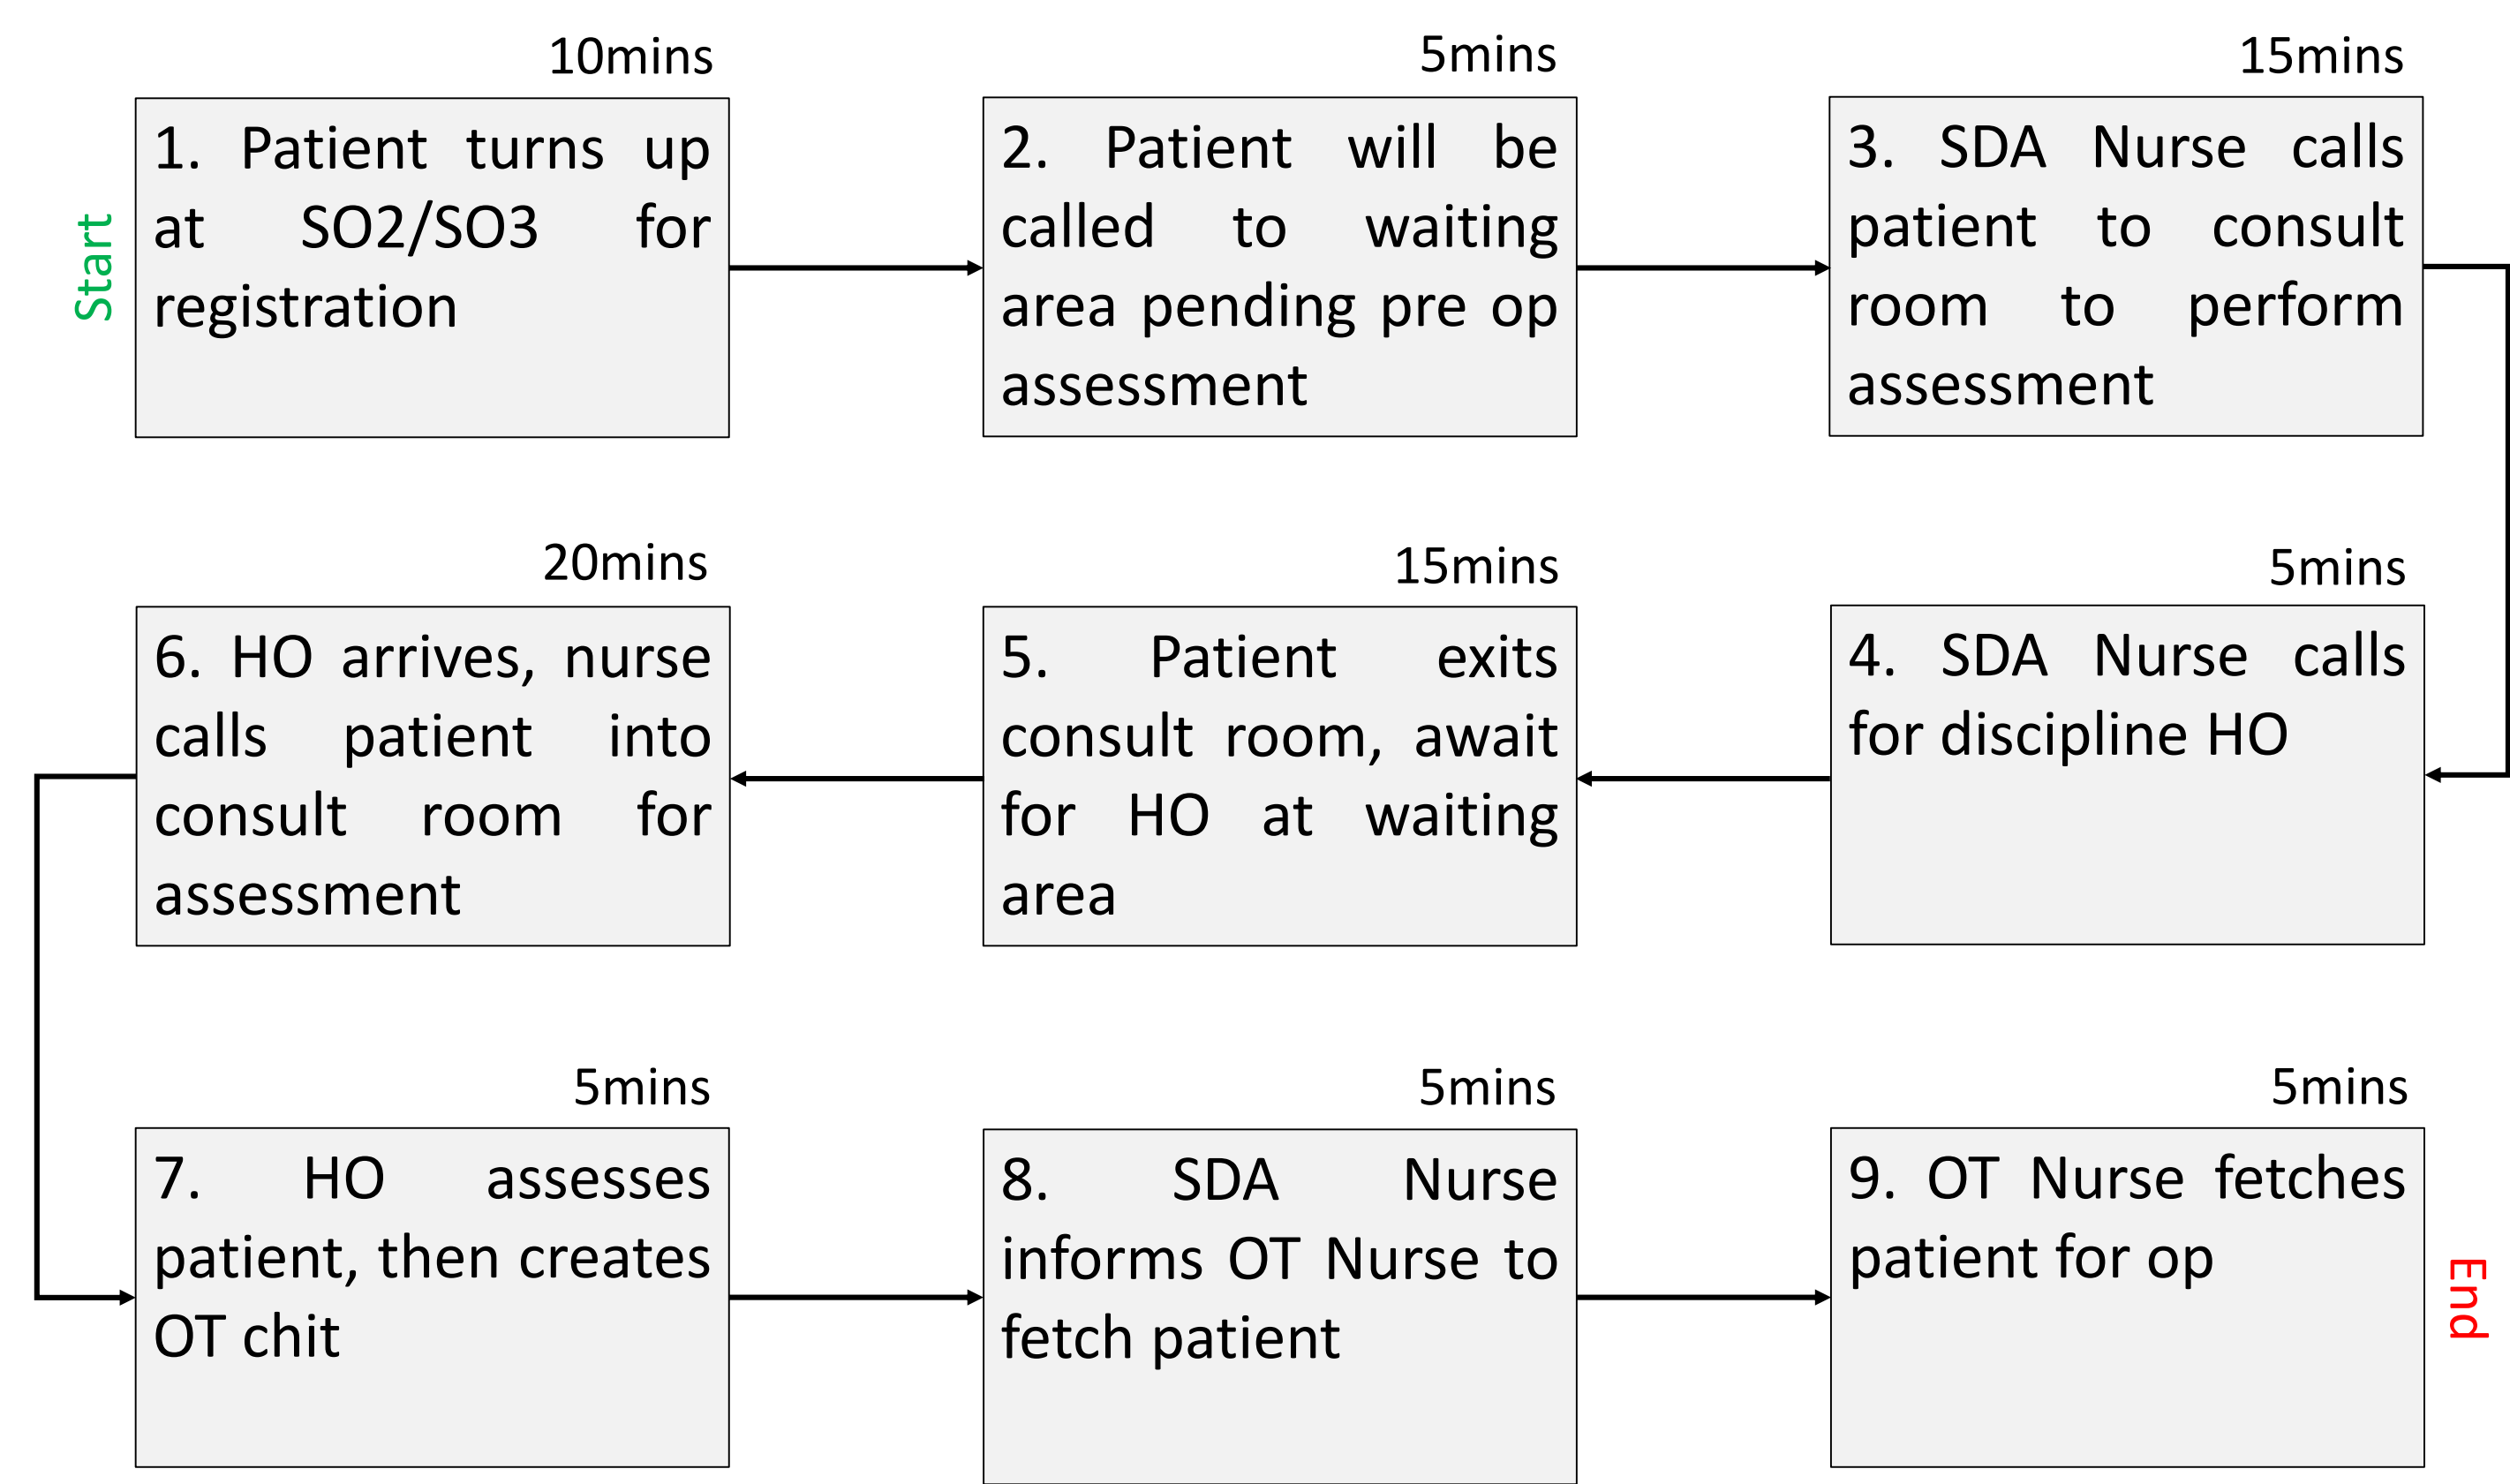 10mins
5mins
15mins
Start
1. Patient turns up
at SO2/SO3 for
registration
2. Patient will be
called to waiting
area pending pre op
assessment
3. SDA Nurse calls
patient to consult
room to perform
assessment
20mins
15mins
5mins
6. HO arrives, nurse
calls patient into
consult room for
assessment
5. Patient exits
consult room, await
for HO at waiting
area
4. SDA Nurse calls
for discipline HO
5mins
5mins
5mins
7. HO assesses
patient, then creates
OT chit
8. SDA Nurse
informs OT Nurse to
fetch patient
9. OT Nurse fetches
patient for op
End